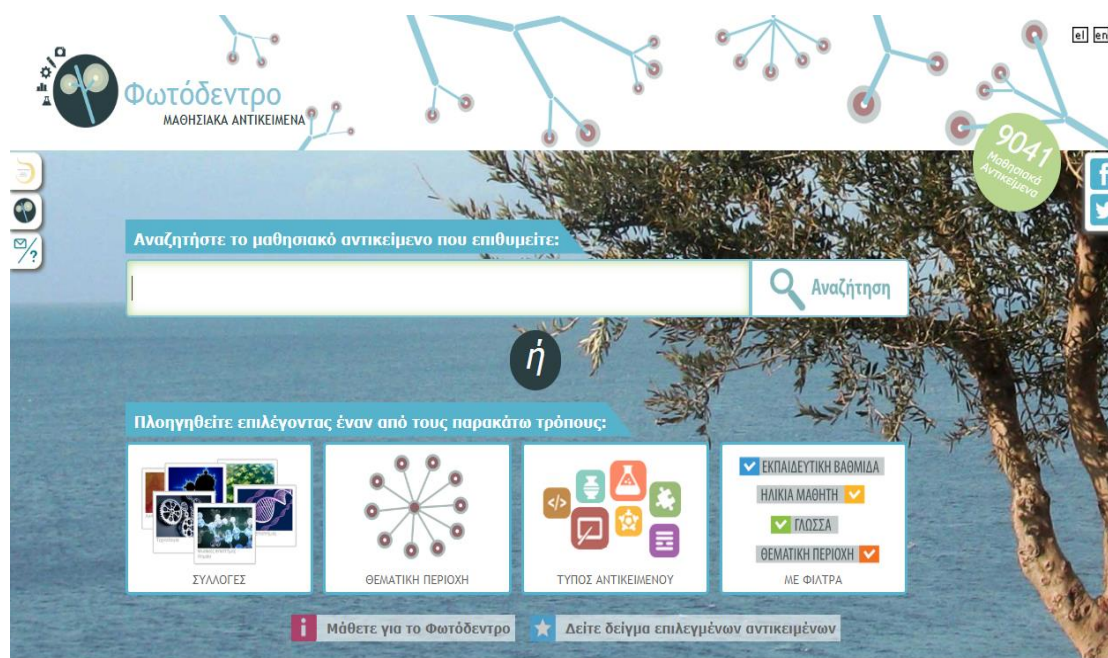 Φωτόδεντρο
ΜΑΘΗΣΙΑΚΑ ΑΝΤΙΚΕΙΜΕΝΑ
el en
9041
Μαθησιακά
Αντικείμενα
Αναζητήστε το μαθησιακό αντικείμενο που επιθυμείτε:
Αναζήτηση
ή
Πλοηγηθείτε επιλέγοντας έναν από τους παρακάτω τρόπους:
ΣΥΛΛΟΓΕΣ
ΘΕΜΑΤΙΚΗ ΠΕΡΙΟΧΗ
ΤΥΠΟΣ ΑΝΤΙΚΕΙΜΕΝΟΥ
ΕΚΠΑΙΔΕΥΤΙΚΗ ΒΑΘΜΙΔΑ
ΗΛΙΚΙΑ ΜΑΘΗΤΗ
ΓΛΩΣΣΑ
ΘΕΜΑΤΙΚΗ ΠΕΡΙΟΧΗ
ΜΕ ΦΙΛΤΡΑ
Μάθετε για το Φωτόδεντρο
Δείτε δείγμα επιλεγμένων αντικειμένων